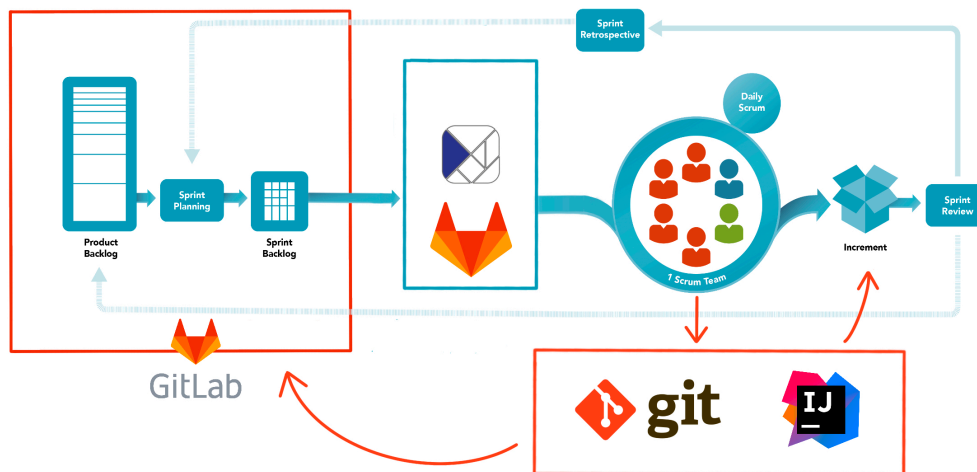 Sprint
Retrospective
Daily
Scrum
Sprint
Planning
Product
Backlog
Sprint
Backlog
1 Scrum Team
Increment
Sprint
Review
GitLab
git
IJ